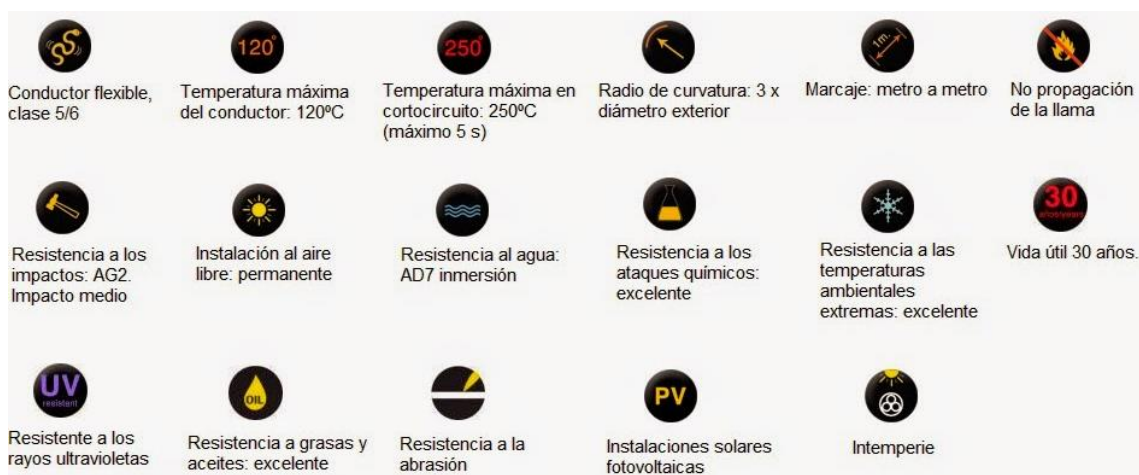 120°
250°
1m.
Conductor flexible,
clase 5/6
Temperatura máxima
del conductor: 120ºC
Temperatura máxima en
cortocircuito: 250ºC
(máximo 5 s)
Radio de curvatura: 3 x
diámetro exterior
Marcaje: metro a metro
No propagación
de la llama
30
años/years
Resistencia a los
impactos: AG2.
Impacto medio
Instalación al aire
libre: permanente
Resistencia al agua:
AD7 inmersión
Resistencia a los
ataques químicos:
excelente
Resistencia a las
temperaturas
ambientales
extremas: excelente
Vida útil 30 años.
UV
resistent
OIL
PV
Resistente a los
rayos ultravioletas
Resistencia a grasas y
aceites: excelente
Resistencia a la
abrasión
Instalaciones solares
fotovoltaicas
Intemperie